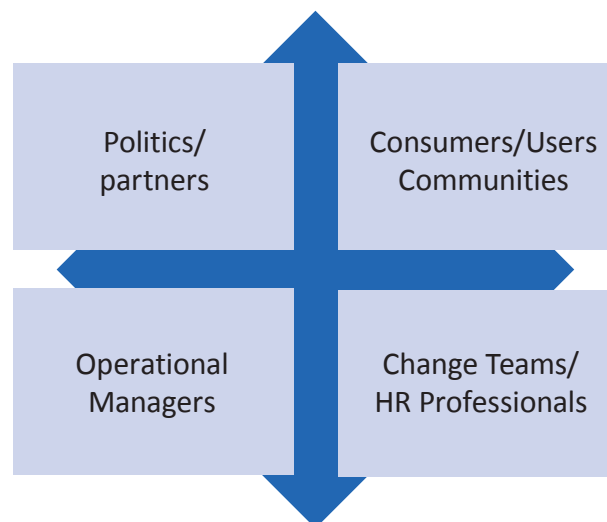 Politics/
partners
Consumers/Users
Communities
Operational
Managers
Change Teams/
HR Professionals